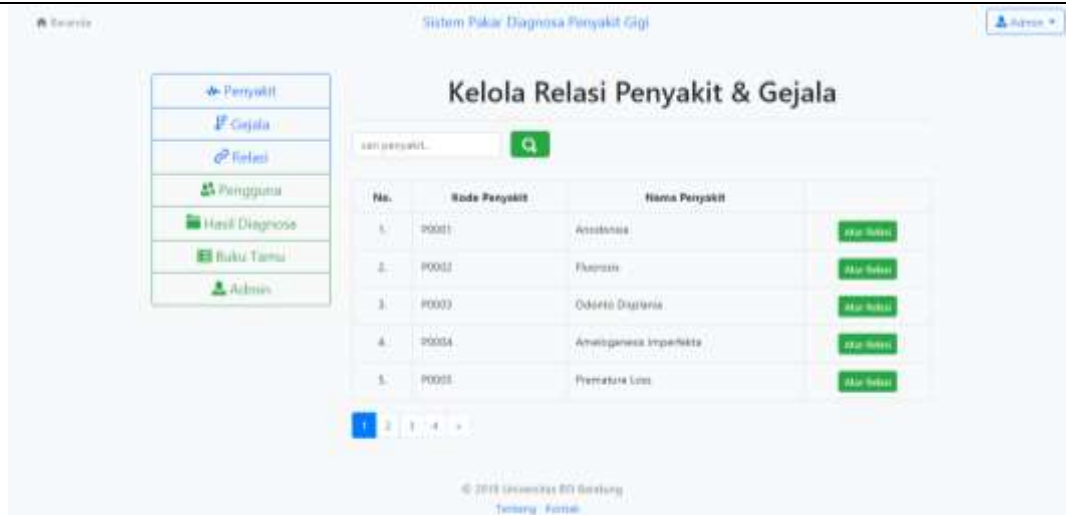 Beranda
Sistem Pakar Diagnosa Penyakit Gigi
Admin
Penyakit
Gejala
Relasi
Pengguna
Hasil Diagnosa
Buku Tamu
Admin
Kelola Relasi Penyakit & Gejala
cari penyakit..
No. Kode Penyakit Nama Penyakit
1. P0001 Anodonsia Atur Relasi
2. P0002 Fluorosis Atur Relasi
3. P0003 Odonto Displasia Atur Relasi
4. P0004 Amelogenesis Imperfekta Atur Relasi
5. P0005 Premature Loss Atur Relasi
1 2 3 4 »
© Universitas BSI Bandung
Tentang Kontak